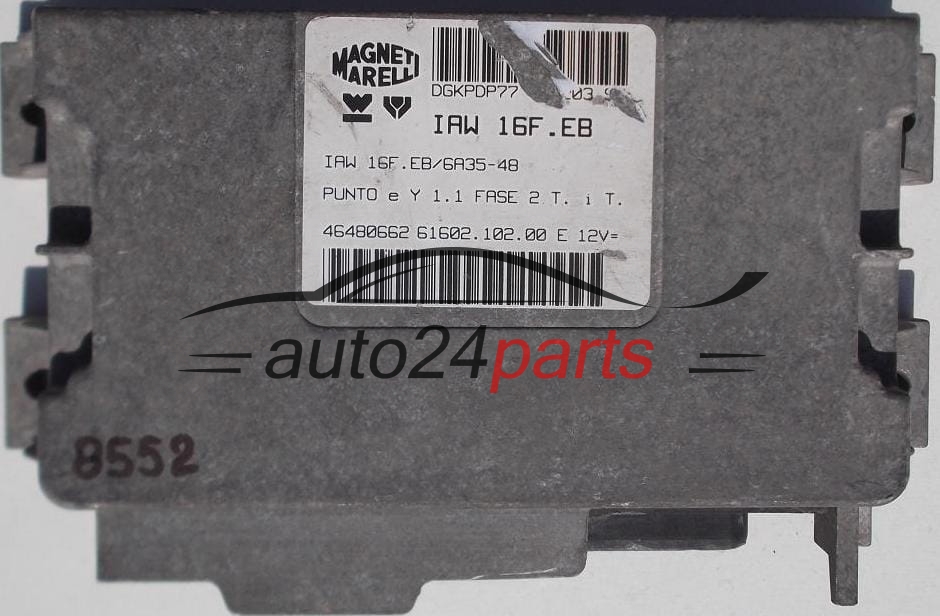 MAGNETI
MARELLI
DGKPDP77 03
IAW 16F.EB
IAW 16F.EB/6A35-48
PUNTO e Y 1.1 FASE 2 T. i T.
46480662 61602.102.00 E 12V=
auto24parts
8552